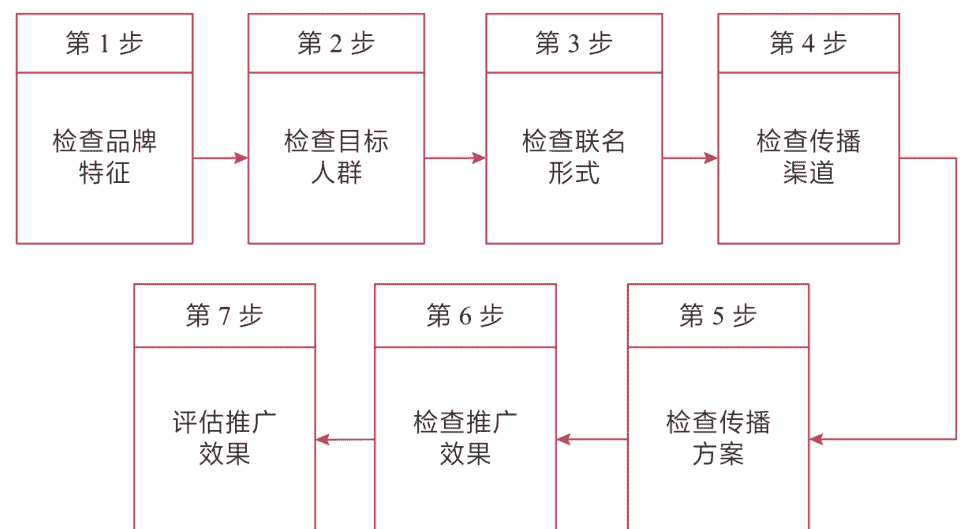 第 1 步
检查品牌
特征
第 2 步
检查目标
人群
第 3 步
检查联名
形式
第 4 步
检查传播
渠道
第 5 步
检查传播
方案
第 6 步
检查推广
效果
第 7 步
评估推广
效果